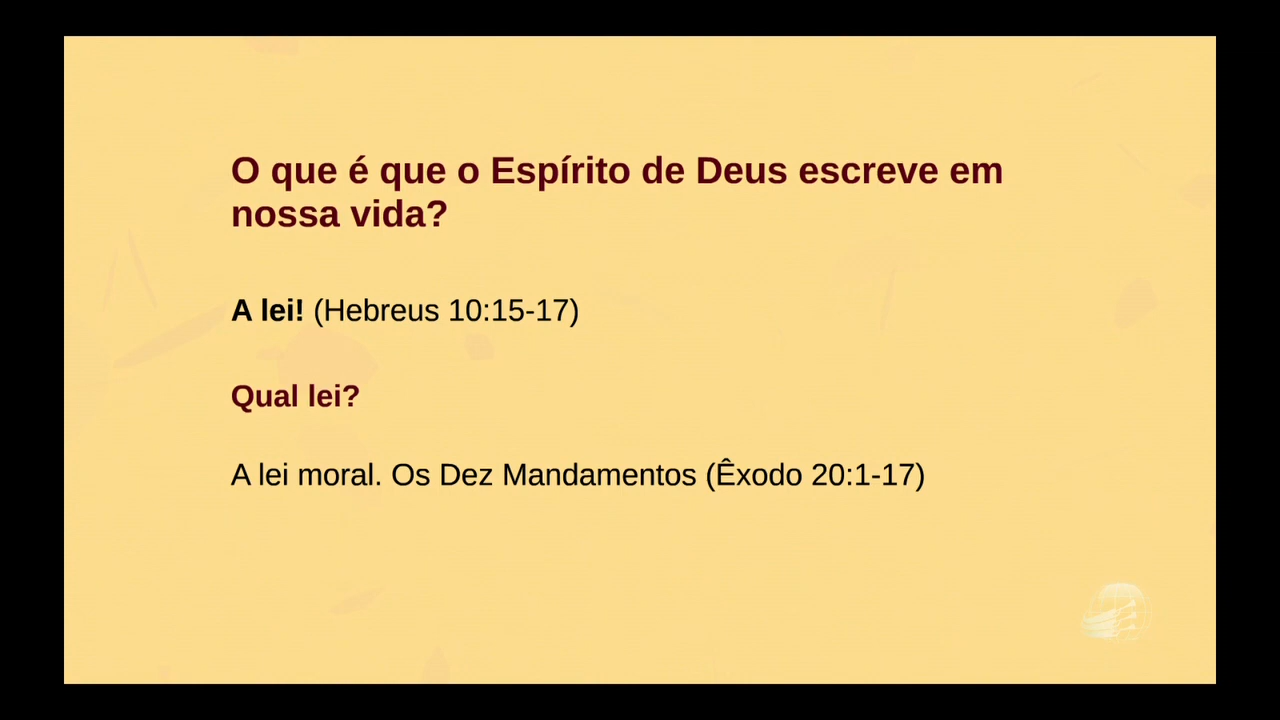 O que é que o Espírito de Deus escreve em
nossa vida?
A lei! (Hebreus 10:15-17)
Qual lei?
A lei moral. Os Dez Mandamentos (Êxodo 20:1-17)